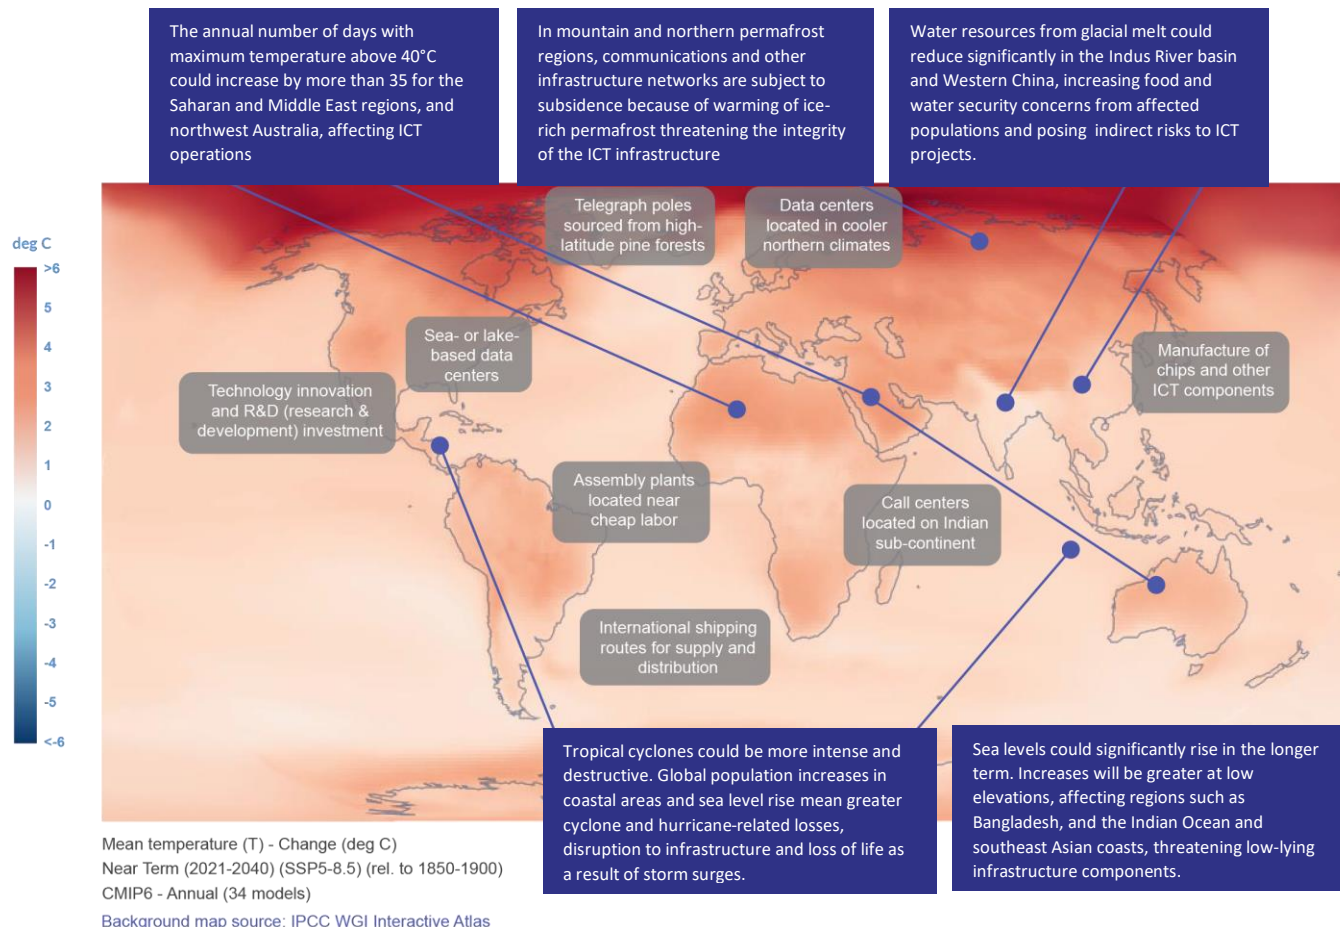 The annual number of days with
maximum temperature above 40°C
could increase by more than 35 for the
Saharan and Middle East regions, and
northwest Australia, affecting ICT
operations
In mountain and northern permafrost
regions, communications and other
infrastructure networks are subject to
subsidence because of warming of ice-
rich permafrost threatening the integrity
of the ICT infrastructure
Water resources from glacial melt could
reduce significantly in the Indus River basin
and Western China, increasing food and
water security concerns from affected
populations and posing indirect risks to ICT
projects.
deg C
>6
5
4
3
2
1
0
-1
-2
-3
-4
-5
<-6
Telegraph poles
sourced from high-
latitude pine forests
Data centers
located in cooler
northern climates
Sea- or lake-
based data
centers
Technology innovation
and R&D (research &
development) investment
Manufacture of
chips and other
ICT components
Assembly plants
located near
cheap labor
Call centers
located on Indian
sub-continent
International shipping
routes for supply and
distribution
Tropical cyclones could be more intense and
destructive. Global population increases in
coastal areas and sea level rise mean greater
cyclone and hurricane-related losses,
disruption to infrastructure and loss of life as
a result of storm surges.
Sea levels could significantly rise in the longer
term. Increases will be greater at low
elevations, affecting regions such as
Bangladesh, and the Indian Ocean and
southeast Asian coasts, threatening low-lying
infrastructure components.
Mean temperature (T) - Change (deg C)
Near Term (2021-2040) (SSP5-8.5) (rel. to 1850-1900)
CMIP6 - Annual (34 models)
Background map source: IPCC WGI Interactive Atlas